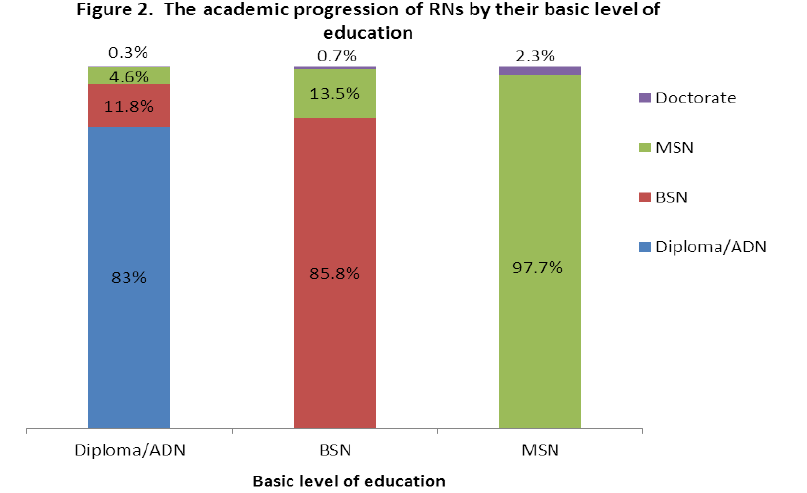 Figure 2.  The academic progression of RNs by their basic level of
education
0.3%
0.7%
2.3%
4.6%
11.8%
13.5%
83%
85.8%
97.7%
Doctorate
MSN
BSN
Diploma/ADN
Diploma/ADN
BSN
MSN
Basic level of education